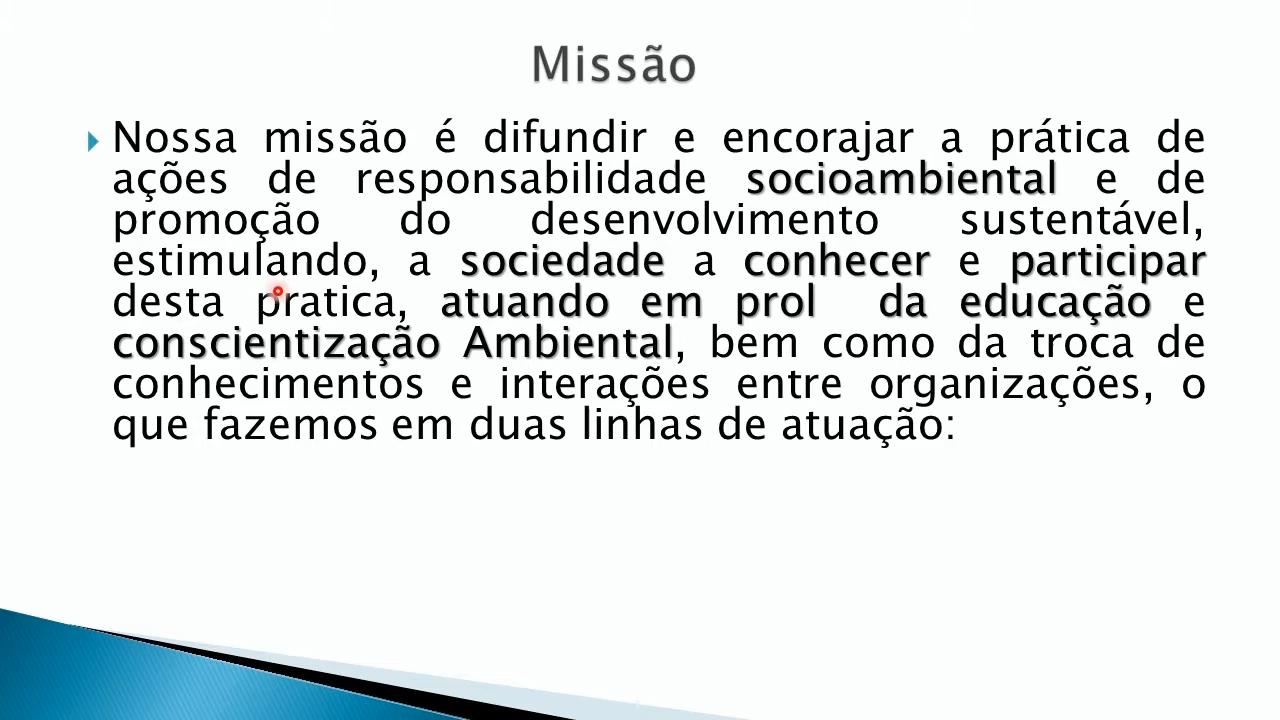 Missão
Nossa missão é difundir e encorajar a prática de
ações de responsabilidade socioambiental e de
promoção do desenvolvimento sustentável,
estimulando, a sociedade a conhecer e participar
desta pratica, atuando em prol da educação e
conscientização Ambiental, bem como da troca de
conhecimentos e interações entre organizações, o
que fazemos em duas linhas de atuação: